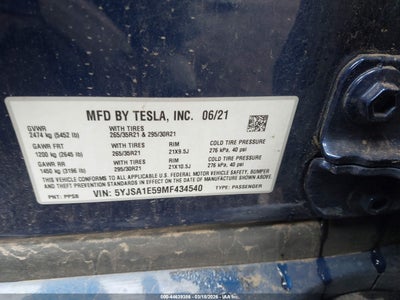 MFD BY TESLA, INC. 06/21
GVWR WITH TIRES
2474 kg (5452 lb) 265/35R21 & 295/30R21
GAWR FRT WITH TIRES RIM COLD TIRE PRESSURE
1200 kg (2645 lb) 265/35R21 21X9.5J 276 kPa, 40 psi
GAWR RR WITH TIRES RIM COLD TIRE PRESSURE
1450 kg (3196 lb) 295/30R21 21X10.5J 276 kPa, 40 psi
THIS VEHICLE CONFORMS TO ALL APPLICABLE FEDERAL MOTOR VEHICLE
SAFETY, BUMPER, AND THEFT PREVENTION STANDARDS IN EFFECT ON THE
DATE OF MANUFACTURE SHOWN ABOVE.
PNT: PPSB VIN: 5YJSA1E59MF434540 TYPE: PASSENGER